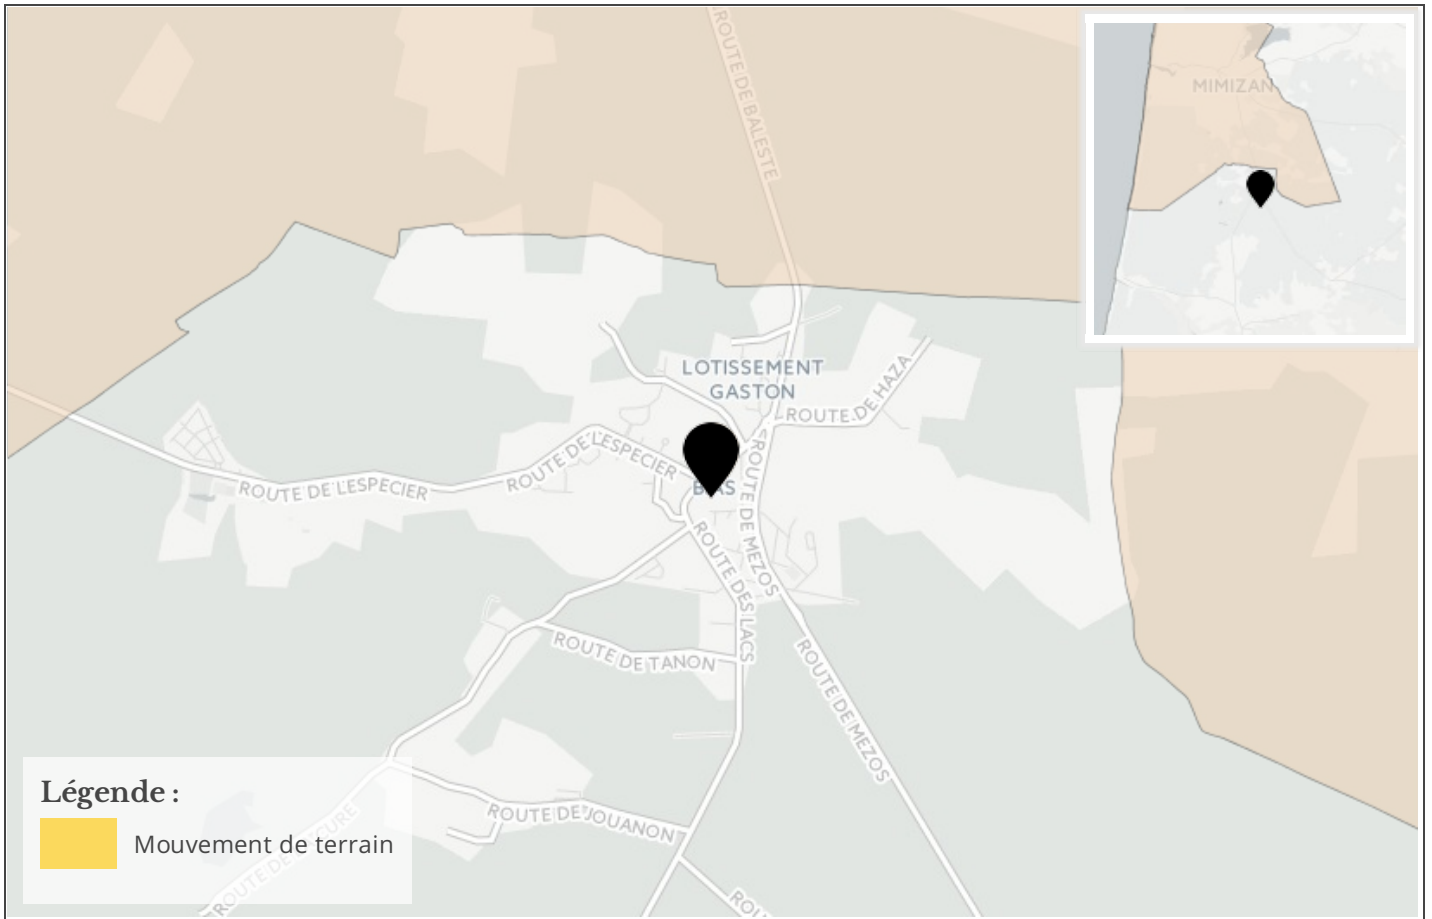 ROUTE DE BALESTE
MIMIZAN
LOTISSEMENT
GASTON
ROUTE DE HAZA
ROUTE DE L'ESPECIER
ROUTE DE L'ESPECIER
ROUTE DE MEZOS
ROUTE DES LACS
ROUTE DE TANON
ROUTE DE MEZOS
ROUTE DE JOUANON
Légende :
Mouvement de terrain